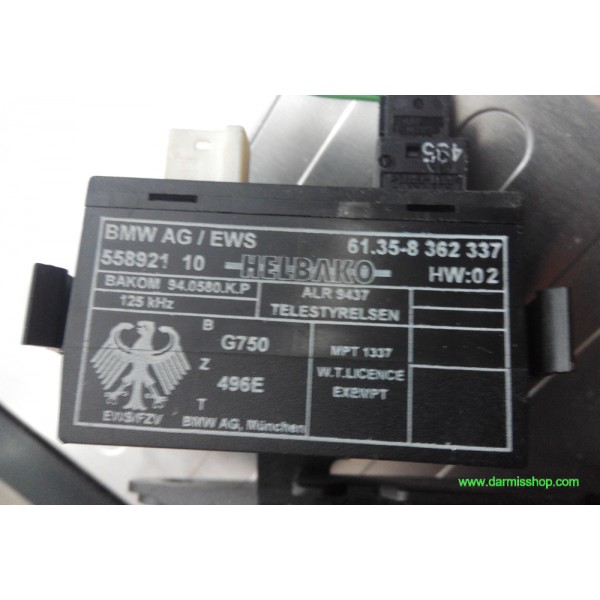 495
BMW AG / EWS 61.35-8 362 337
558921 10 HELBAKO HW:02
BAKOM 94.0580.K.P ALR 9437
125 kHz TELESTYRELSEN
B G750 MPT 1337
Z 496E W.T.LICENCE
EXEMPT
T
EWS/FZV BMW AG, München
www.darmisshop.com